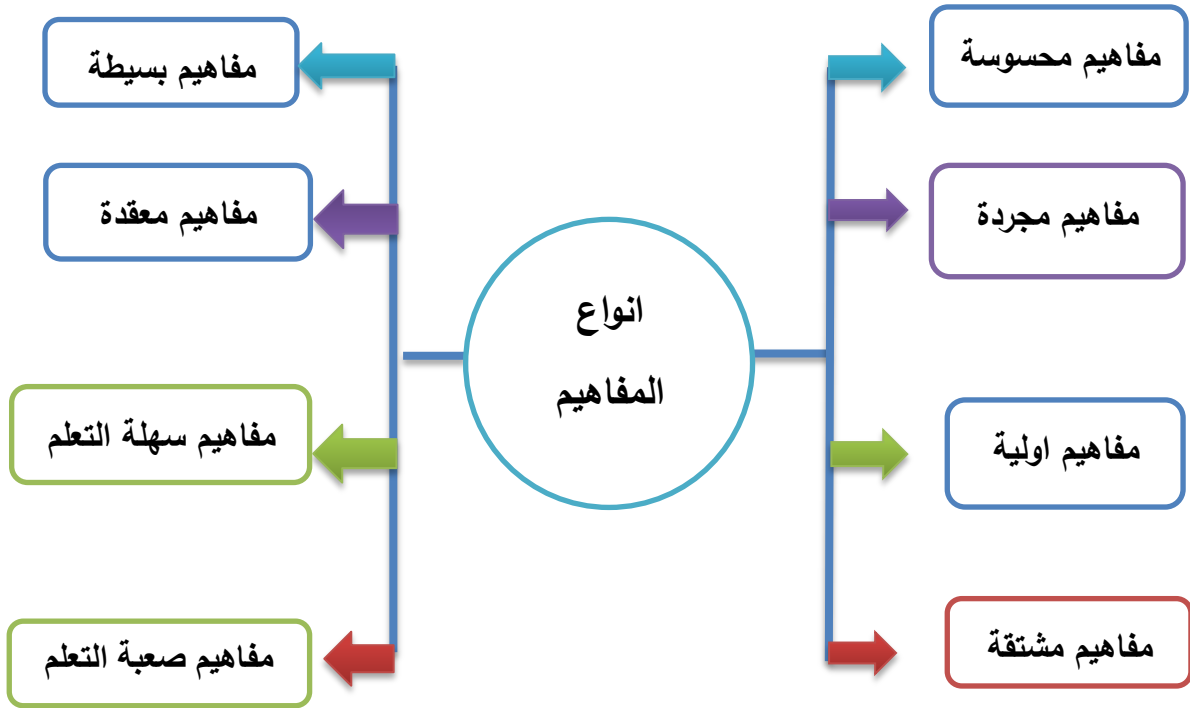 انواع
المفاهيم
مفاهيم محسوسة
مفاهيم مجردة
مفاهيم اولية
مفاهيم مشتقة
مفاهيم بسيطة
مفاهيم معقدة
مفاهيم سهلة التعلم
مفاهيم صعبة التعلم